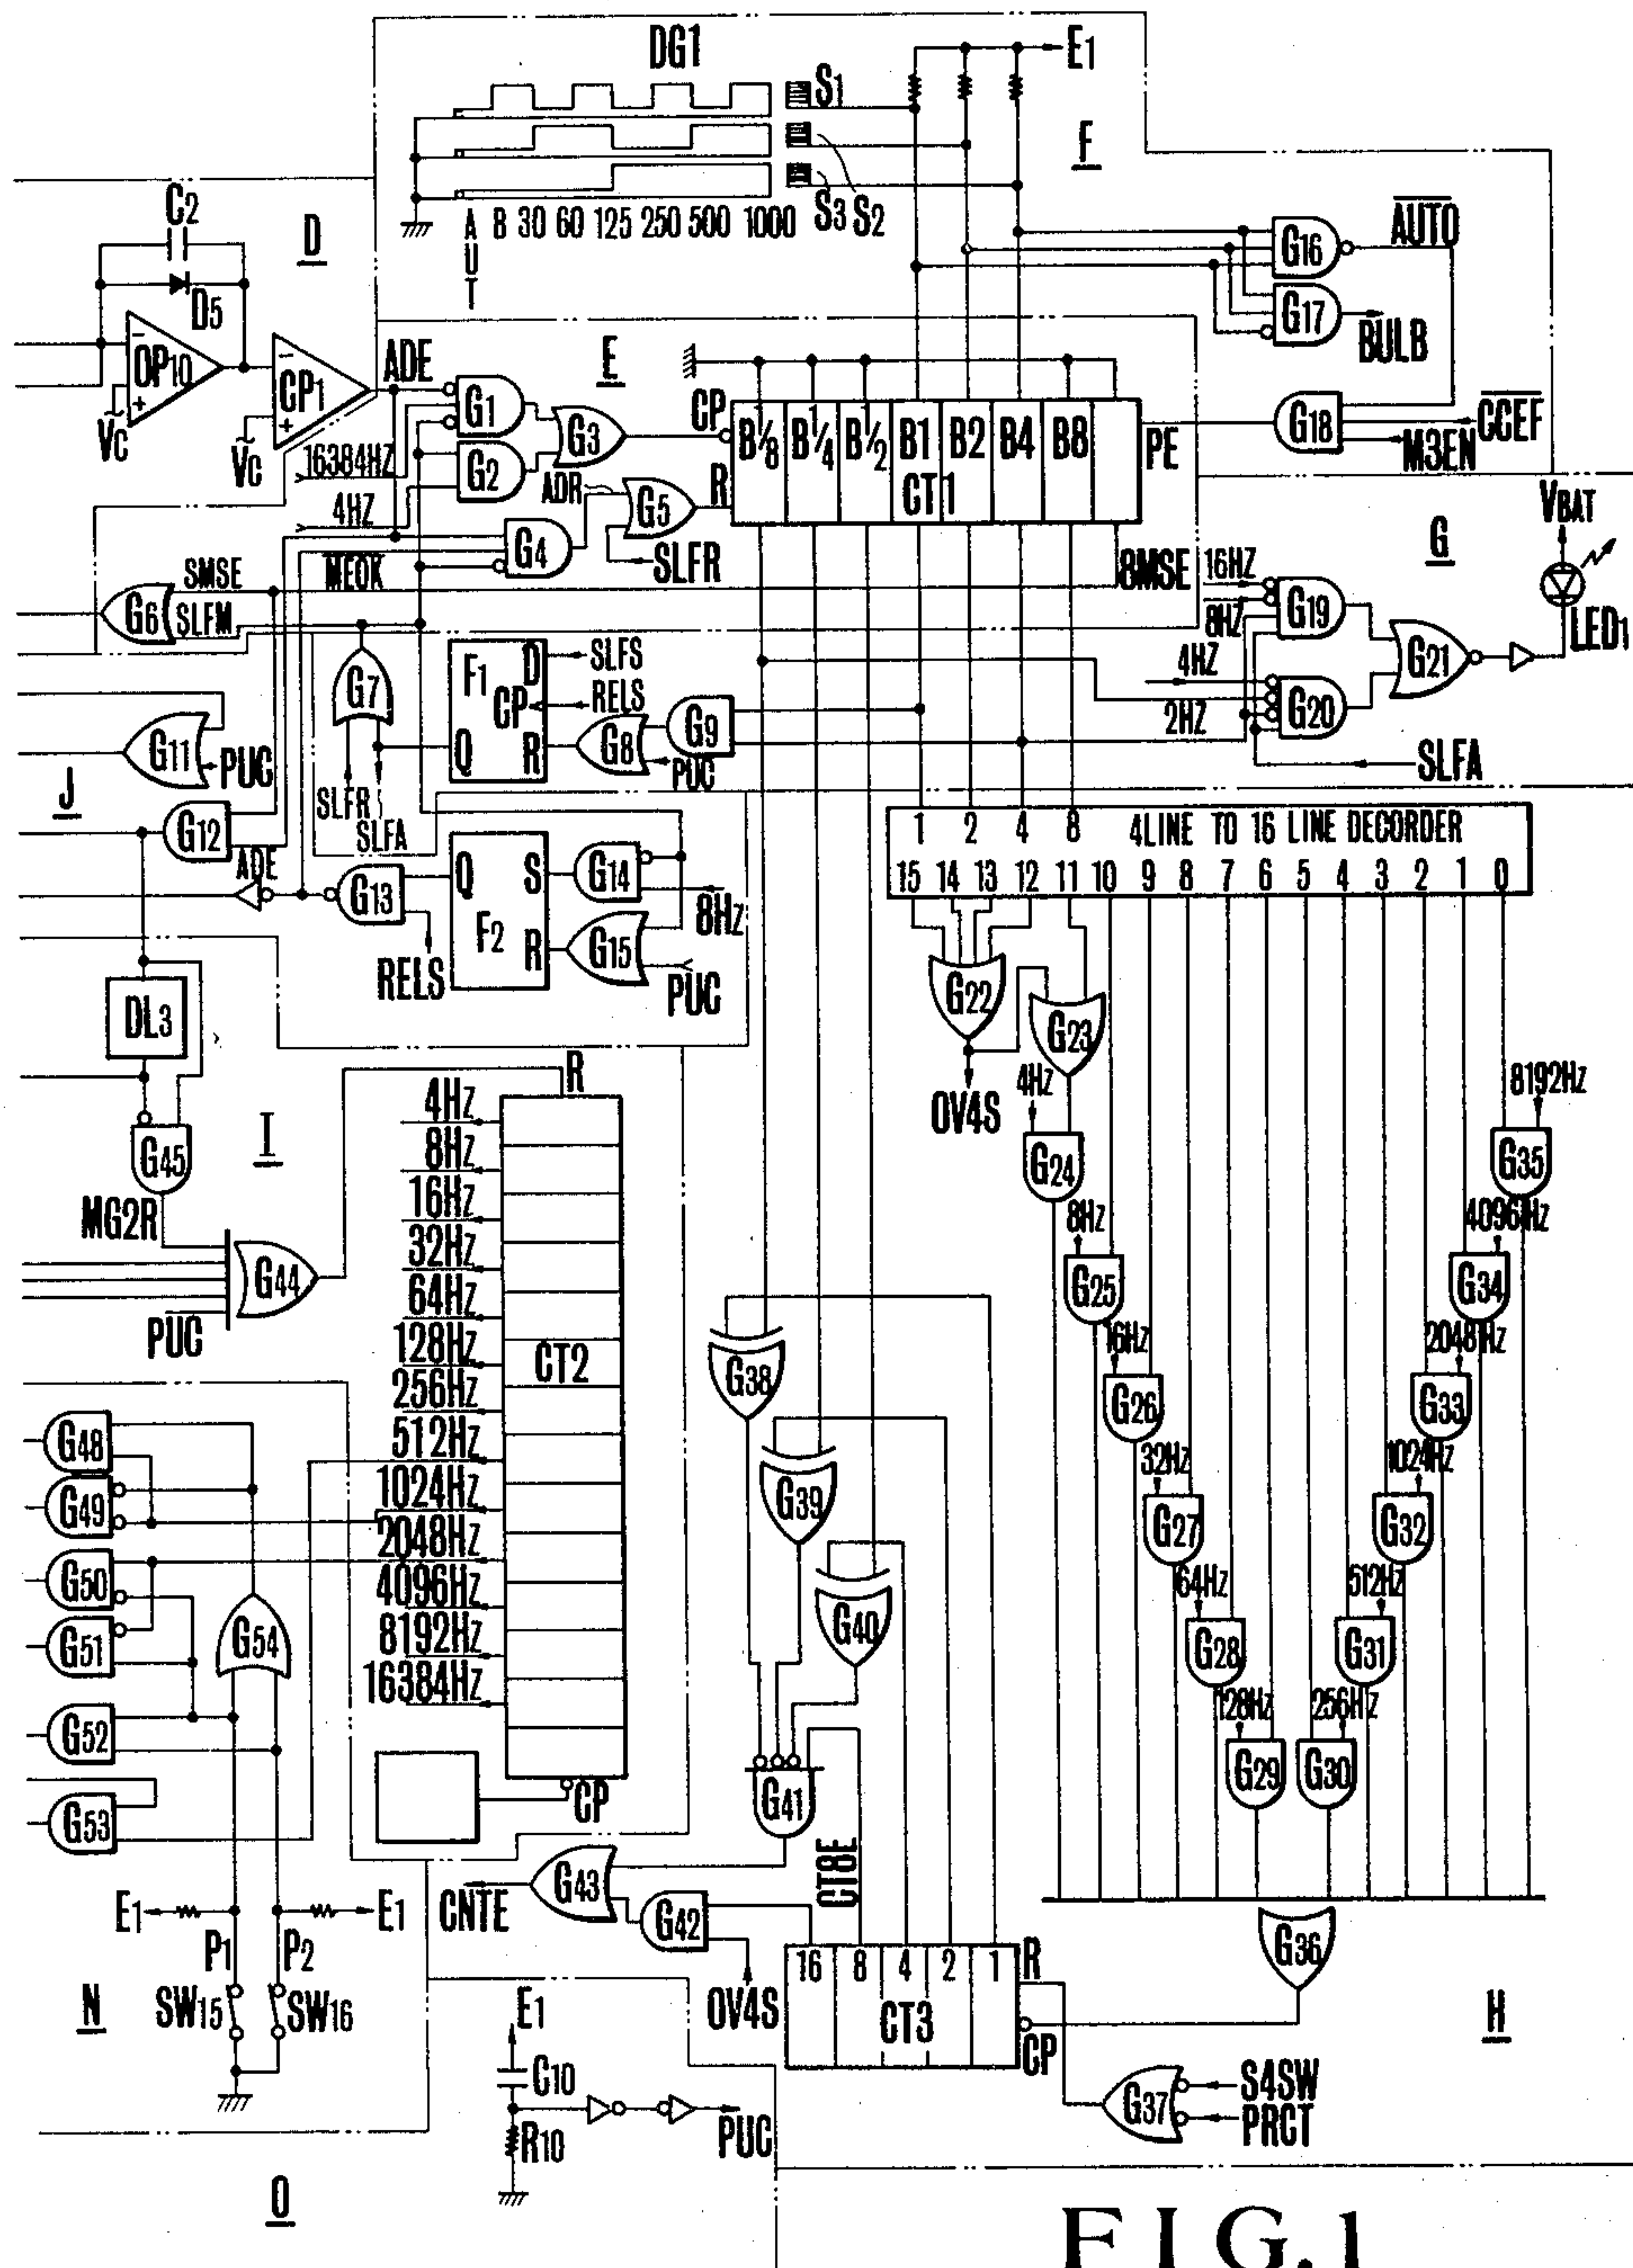 DG1
S1
E1
F
S3 S2
AUT B 30 60 125 250 500 1000
C2
D
D5
OP10
CP1
VC
VC
ADE
E
G16
AUTO
G17
BULB
G18
CCEF
M3EN
16384HZ
4HZ
G1
G2
G3
CP
B1/8 B1/4 B1/2 B1 B2 B4 B8
CT1
PE
R
ADR
G5
SLFR
G4
MEOK
SMSE
SLFM
G6
8MSE
G
VBAT
LED1
16HZ
8HZ
G19
4HZ
2HZ
G20
G21
SLFA
G7
F1
D
CP
Q
R
SLFS
RELS
G8
G9
PUC
G11
PUC
J
SLFR
SLFA
G12
ADE
G13
RELS
Q
S
F2
R
G14
8HZ
G15
PUC
1 2 4 8 4LINE TO 16 LINE DECORDER
15 14 13 12 11 10 9 8 7 6 5 4 3 2 1 0
G22
G23
OV4S
DL3
G45
I
MG2R
G44
PUC
R
4HZ
8HZ
16HZ
32HZ
64HZ
128HZ
256HZ
512HZ
1024HZ
2048HZ
4096HZ
8192HZ
16384HZ
CT2
CP
4HZ
G24
8HZ
G25
16HZ
G26
32HZ
G27
64HZ
G28
128HZ
G29
8192HZ
G35
4096HZ
G34
2048HZ
G33
1024HZ
G32
512HZ
G31
256HZ
G30
G38
G39
G40
G41
G48
G49
G50
G51
G52
G53
G54
E1
E1
P1
P2
N
SW15
SW16
CNTE
G43
G42
OV4S
CT8E
16 8 4 2 1
CT3
R
CP
G36
H
G37
S4SW
PRCT
E1
C10
R10
PUC
O
FIG.1